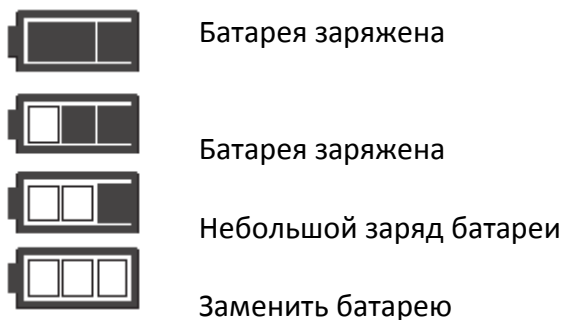 Батарея заряжена
Батарея заряжена
Небольшой заряд батареи
Заменить батарею